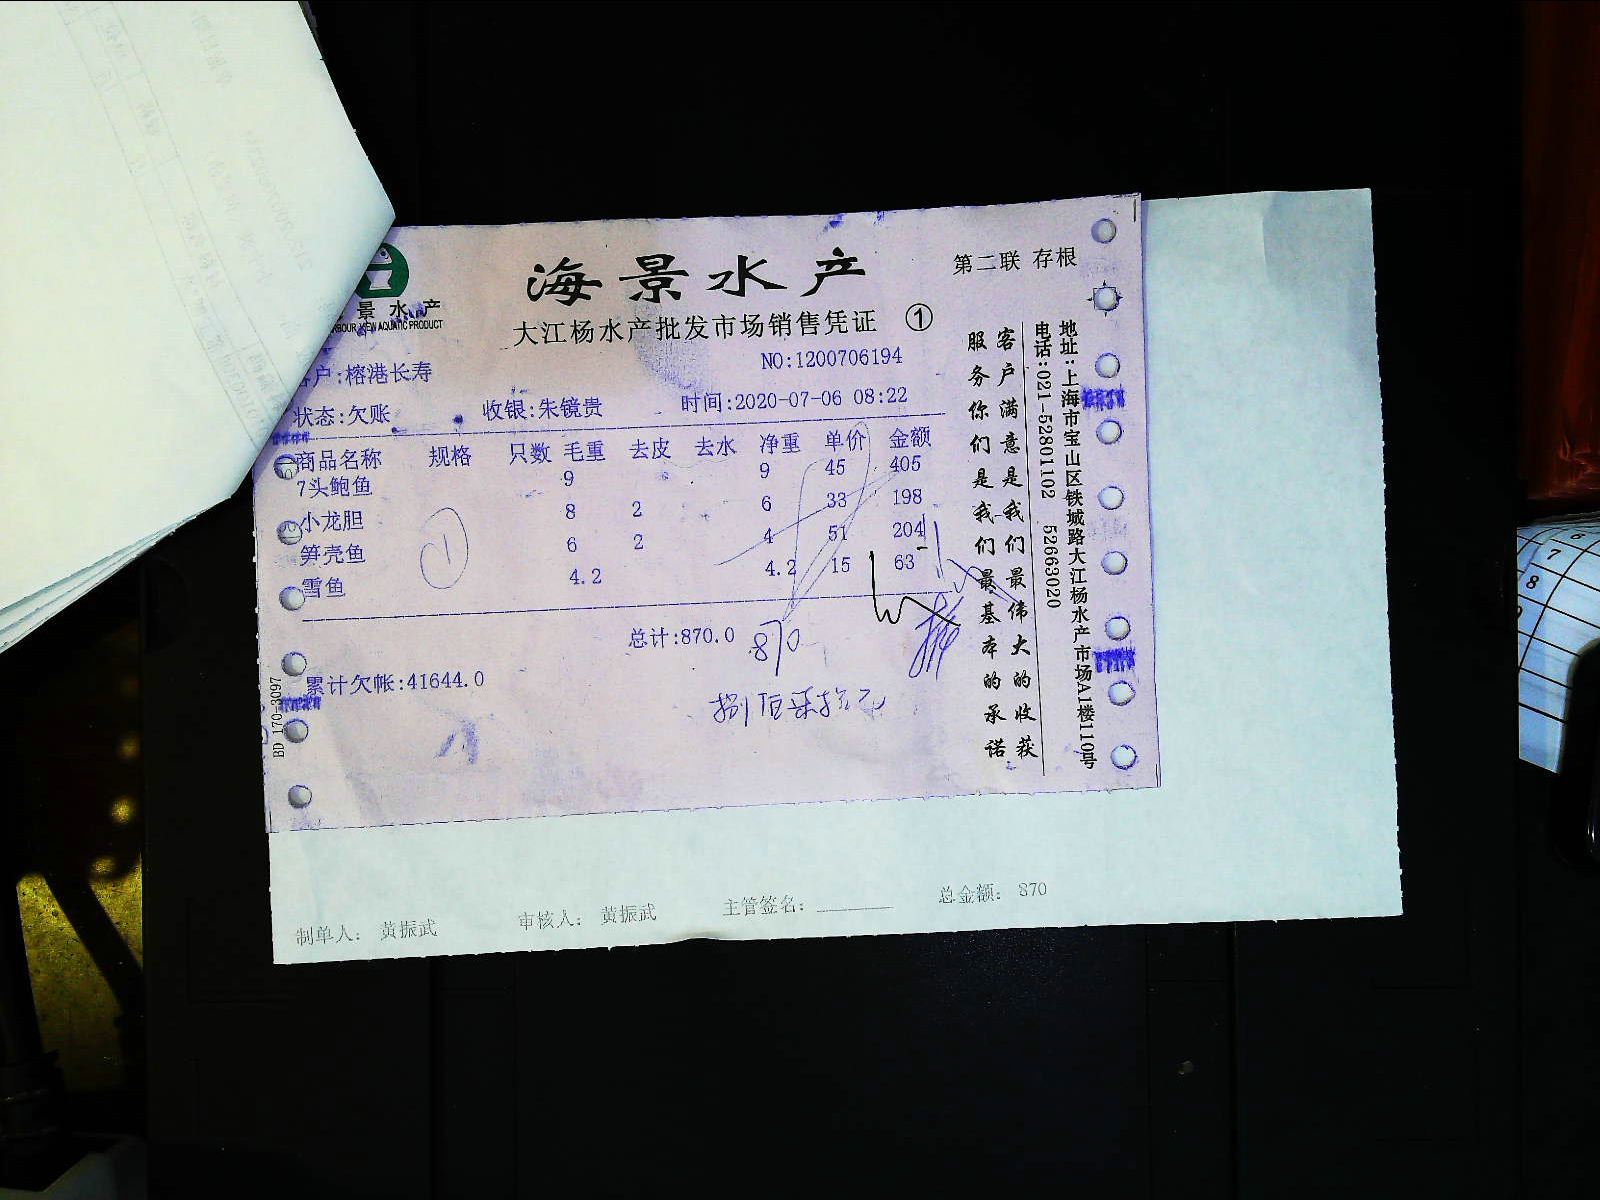 海景水产
第二联 存根
景水产
大江杨水产批发市场销售凭证 ①
NO:1200706194
户:榕港长寿
状态:欠账 收银:朱镜贵 时间:2020-07-06 08:22
商品名称 规格 只数 毛重 去皮 去水 净重 单价 金额
7头鲍鱼 9 9 45 405
小龙胆 8 2 6 33 198
笋壳鱼 6 2 4 51 204
雪鱼 4.2 4.2 15 63
①
总计:870.0
870
累计欠帐:41644.0
捌佰柒拾元
BD 170-3097
客户满意是我们最伟大的收获
服务你们是我们最基本的承诺
地址:上海市宝山区铁城路大江杨水产市场A1楼110号
电话:021-52801102 52663020
制单人: 黄振武 审核人: 黄振武 主管签名: 总金额: 870